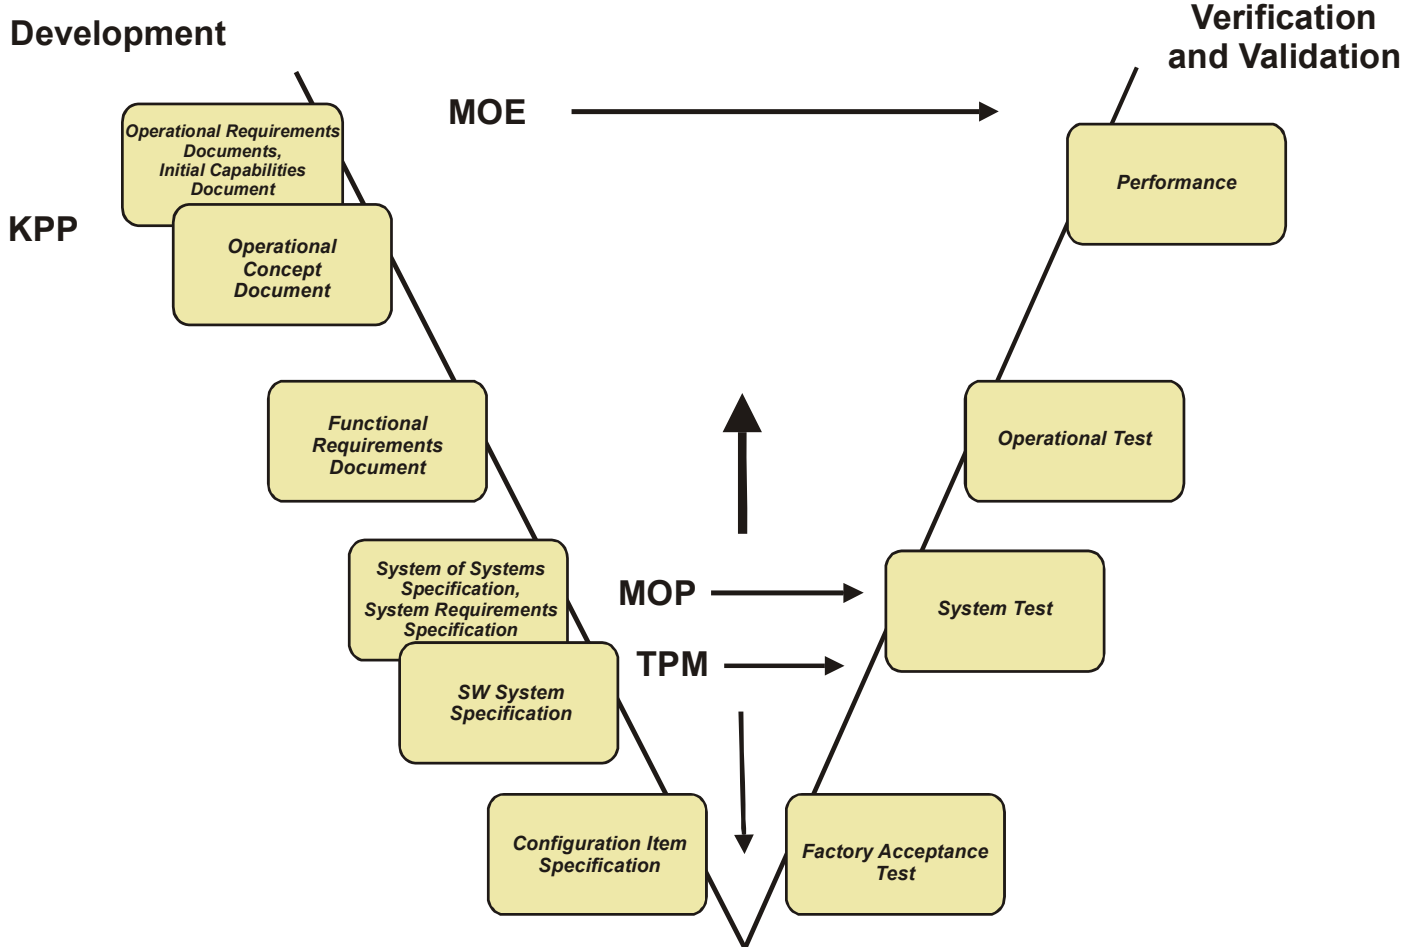 Development
Verification
and Validation
MOE
Operational Requirements
Documents,
Initial Capabilities
Document
Performance
KPP
Operational
Concept
Document
Functional
Requirements
Document
Operational Test
System of Systems
Specification,
System Requirements
Specification
MOP
System Test
TPM
SW System
Specification
Configuration Item
Specification
Factory Acceptance
Test